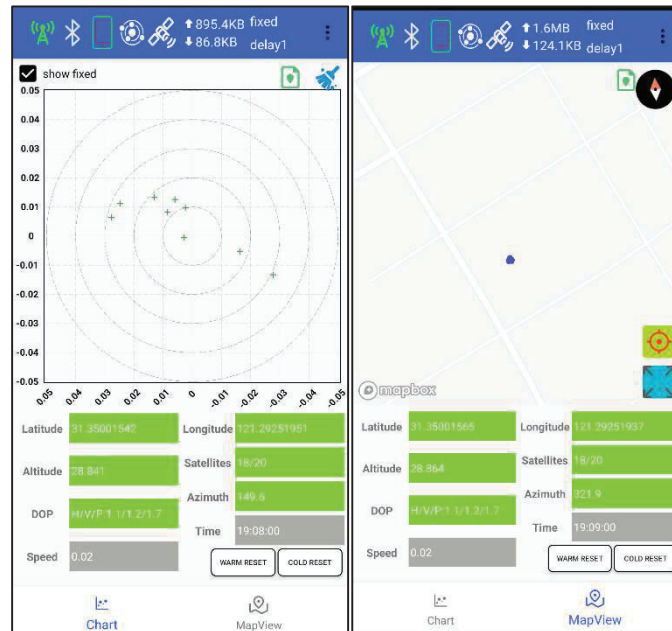 895.4KB fixed
86.8KB delay1
show fixed
0.05
0.04
0.03
0.02
0.01
0
-0.01
-0.02
-0.03
-0.04
-0.05
0.05 0.04 0.03 0.02 0.01 0 -0.01 -0.02 -0.03 -0.04 -0.05
Latitude 31.35001542 Longitude 121.29251951
Altitude 28.841 Satellites 18/20
Azimuth 149.6
DOP H/V/P:1.1/1.2/1.7
Time 19:08:00
Speed 0.02
WARM RESET COLD RESET
Chart MapView
1.6MB fixed
124.1KB delay1
mapbox
Latitude 31.35001565 Longitude 121.29251937
Altitude 28.864 Satellites 18/20
Azimuth 321.9
DOP H/V/P:1.1/1.2/1.7
Time 19:09:00
Speed 0.02
WARM RESET COLD RESET
Chart MapView